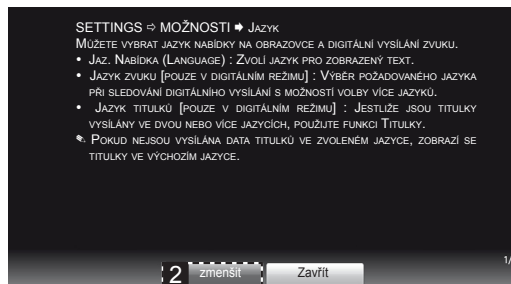 SETTINGS ⇨ MOŽNOSTI ➧ JAZYK
MŮŽETE VYBRAT JAZYK NABÍDKY NA OBRAZOVCE A DIGITÁLNÍ VYSÍLÁNÍ ZVUKU.
• JAZ. NABÍDKA (LANGUAGE) : ZVOLÍ JAZYK PRO ZOBRAZENÝ TEXT.
• JAZYK ZVUKU [POUZE V DIGITÁLNÍM REŽIMU] : VÝBĚR POŽADOVANÉHO JAZYKA
PŘI SLEDOVÁNÍ DIGITÁLNÍHO VYSÍLÁNÍ S MOŽNOSTÍ VOLBY VÍCE JAZYKŮ.
• JAZYK TITULKŮ [POUZE V DIGITÁLNÍM REŽIMU] : JESTLIŽE JSOU TITULKY
VYSÍLÁNY VE DVOU NEBO VÍCE JAZYCÍCH, POUŽIJTE FUNKCI TITULKY.
✎ POKUD NEJSOU VYSÍLÁNA DATA TITULKŮ VE ZVOLENÉM JAZYCE, ZOBRAZÍ SE
TITULKY VE VÝCHOZÍM JAZYCE.
1/
2 zmenšit Zavřít